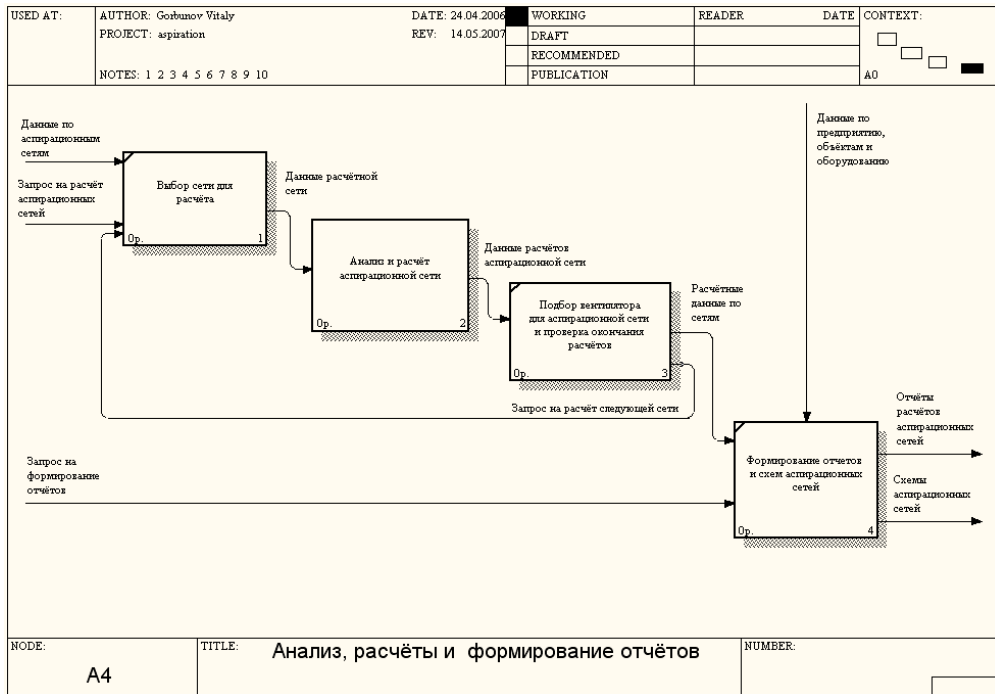 USED AT:
AUTHOR: Gorbunov Vitaly
DATE: 24.04.2006
WORKING
READER
DATE
CONTEXT:
PROJECT: aspiration
REV: 14.05.2007
DRAFT
RECOMMENDED
NOTES: 1 2 3 4 5 6 7 8 9 10
PUBLICATION
A0
Данные по
аспирационным
сетям
Запрос на расчёт
аспирационных
сетей
Выбор сети для
расчёта
0р.
1
Данные расчётной
сети
Анализ и расчёт
аспирационной сети
0р.
2
Данные расчётов
аспирационной сети
Подбор вентилятора
для аспирационной сети
и проверка окончания
расчётов
0р.
3
Расчётные
данные по
сетям
Данные по
предприятию,
объектам и
оборудованию
Запрос на расчёт следующей сети
Запрос на
формирование
отчётов
Формирование отчетов
и схем аспирационных
сетей
0р.
4
Отчёты
расчётов
аспирационных
сетей
Схемы
аспирационных
сетей
NODE:
A4
TITLE:
Анализ, расчёты и формирование отчётов
NUMBER: